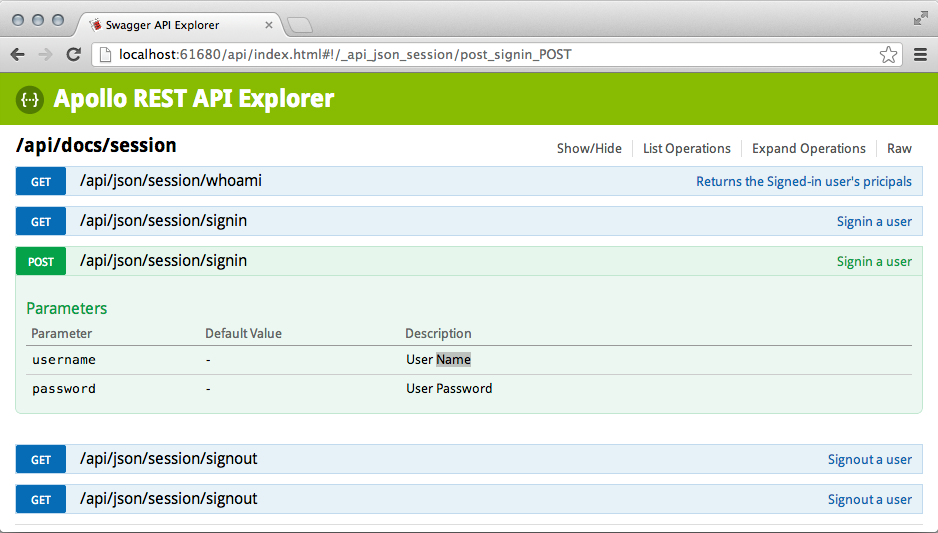 Swagger API Explorer
localhost:61680/api/index.html#!/_api_json_session/post_signin_POST
{··} Apollo REST API Explorer
/api/docs/session Show/Hide List Operations Expand Operations Raw
GET /api/json/session/whoami Returns the Signed-in user's pricipals
GET /api/json/session/signin Signin a user
POST /api/json/session/signin Signin a user
Parameters
Parameter Default Value Description
username - User Name
password - User Password
GET /api/json/session/signout Signout a user
GET /api/json/session/signout Signout a user